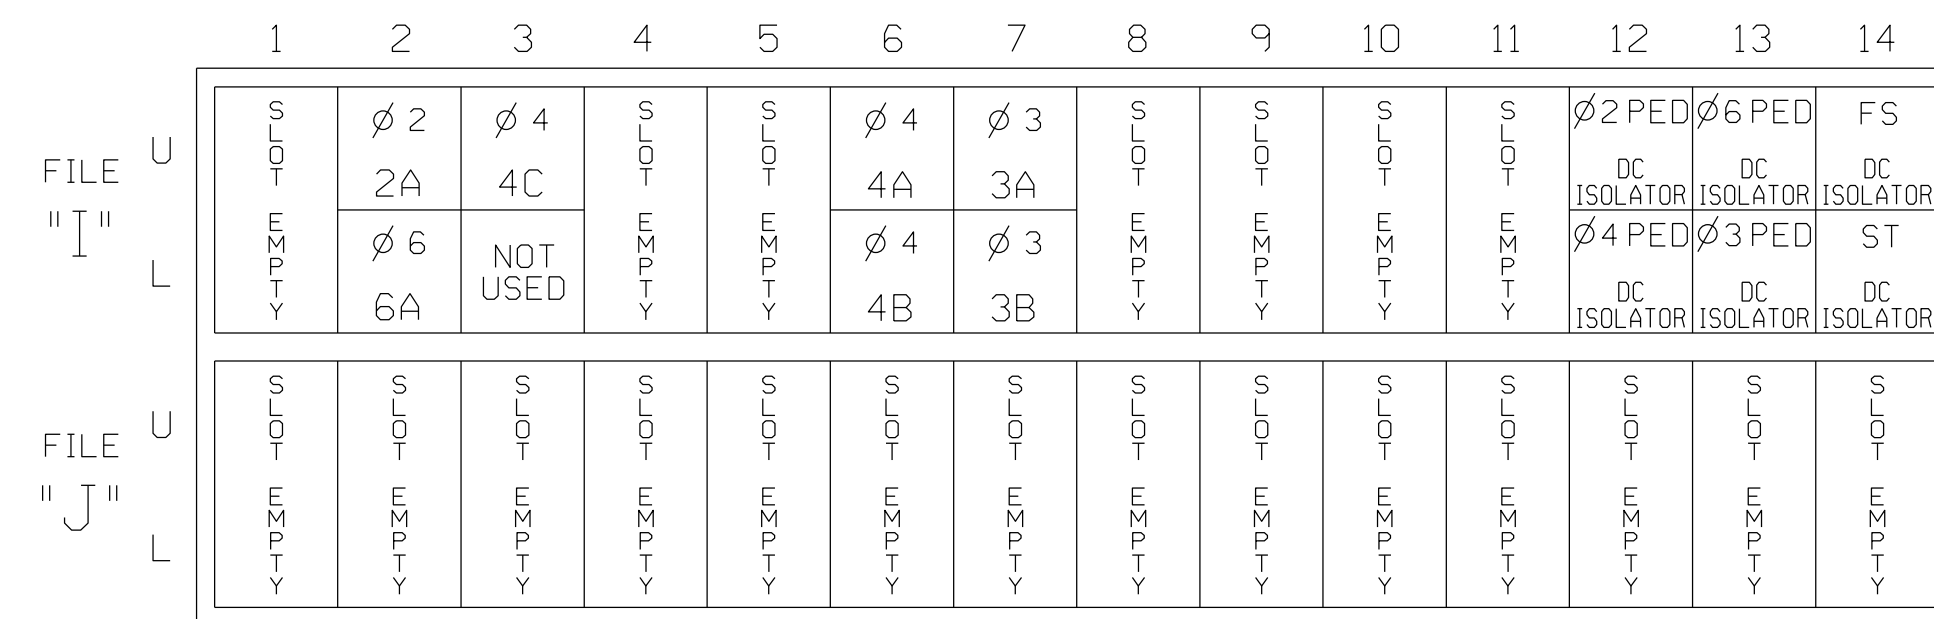 1 2 3 4 5 6 7 8 9 10 11 12 13 14
FILE "I"
U
L
SLOT EMPTY
Ø 2
2A
Ø 6
6A
Ø 4
4C
NOT USED
SLOT EMPTY
SLOT EMPTY
Ø 4
4A
Ø 4
4B
Ø 3
3A
Ø 3
3B
SLOT EMPTY
SLOT EMPTY
SLOT EMPTY
SLOT EMPTY
Ø2 PED
DC
ISOLATOR
Ø4 PED
DC
ISOLATOR
Ø6 PED
DC
ISOLATOR
Ø3 PED
DC
ISOLATOR
FS
DC
ISOLATOR
ST
DC
ISOLATOR
FILE "J"
U
L
SLOT EMPTY
SLOT EMPTY
SLOT EMPTY
SLOT EMPTY
SLOT EMPTY
SLOT EMPTY
SLOT EMPTY
SLOT EMPTY
SLOT EMPTY
SLOT EMPTY
SLOT EMPTY
SLOT EMPTY
SLOT EMPTY
SLOT EMPTY